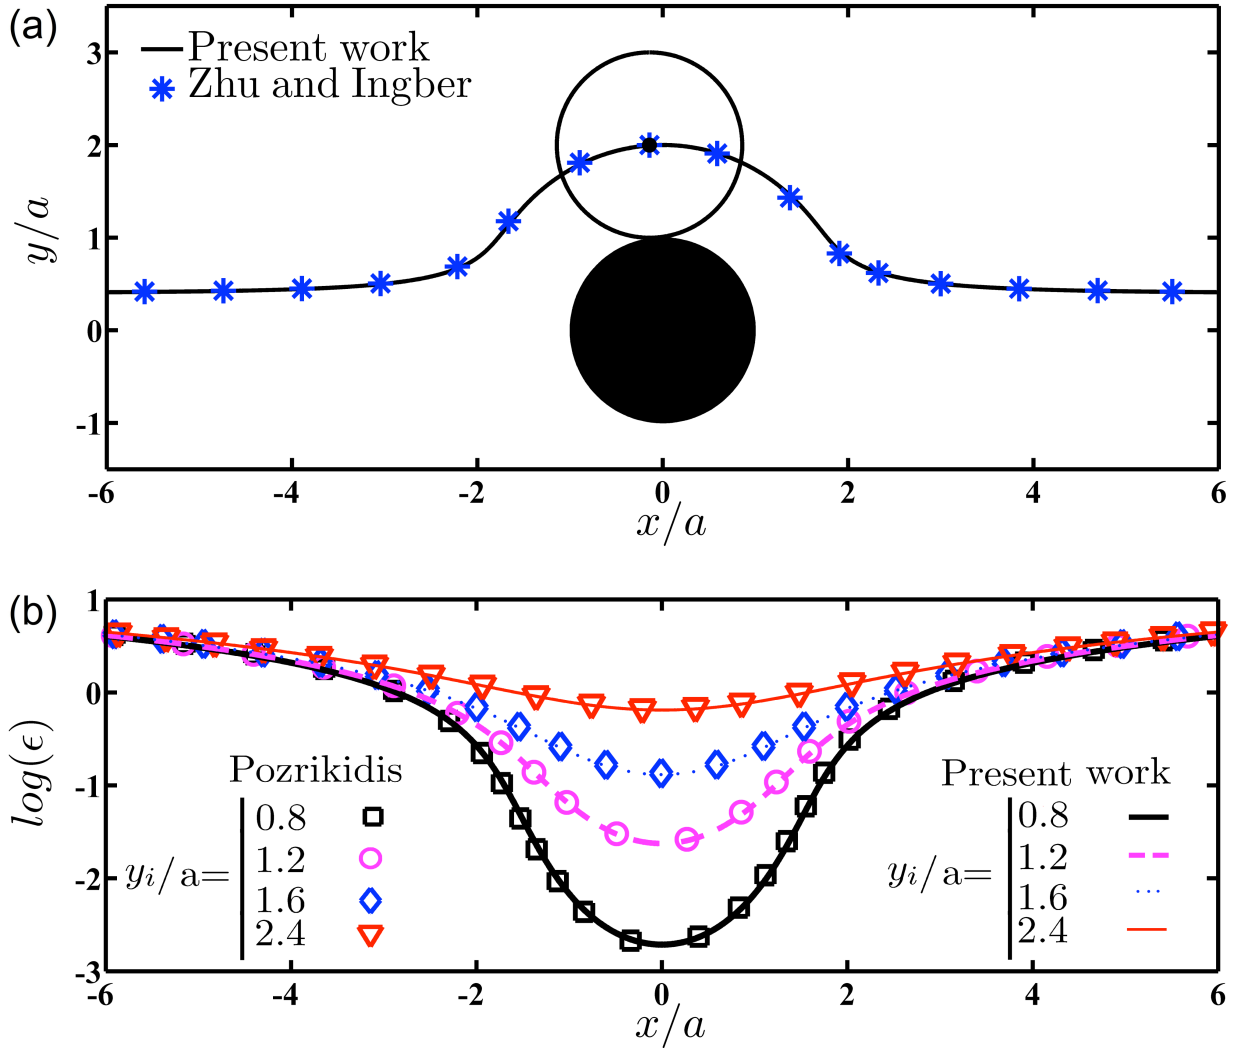 (a)
Present work
Zhu and Ingber
3
2
1
0
-1
y/a
-6
-4
-2
0
2
4
6
x/a
(b)
1
0
-1
-2
-3
log(ϵ)
Pozrikidis
0.8
1.2
1.6
2.4
yᵢ/a=
Present work
0.8
1.2
1.6
2.4
yᵢ/a=
-6
-4
-2
0
2
4
6
x/a